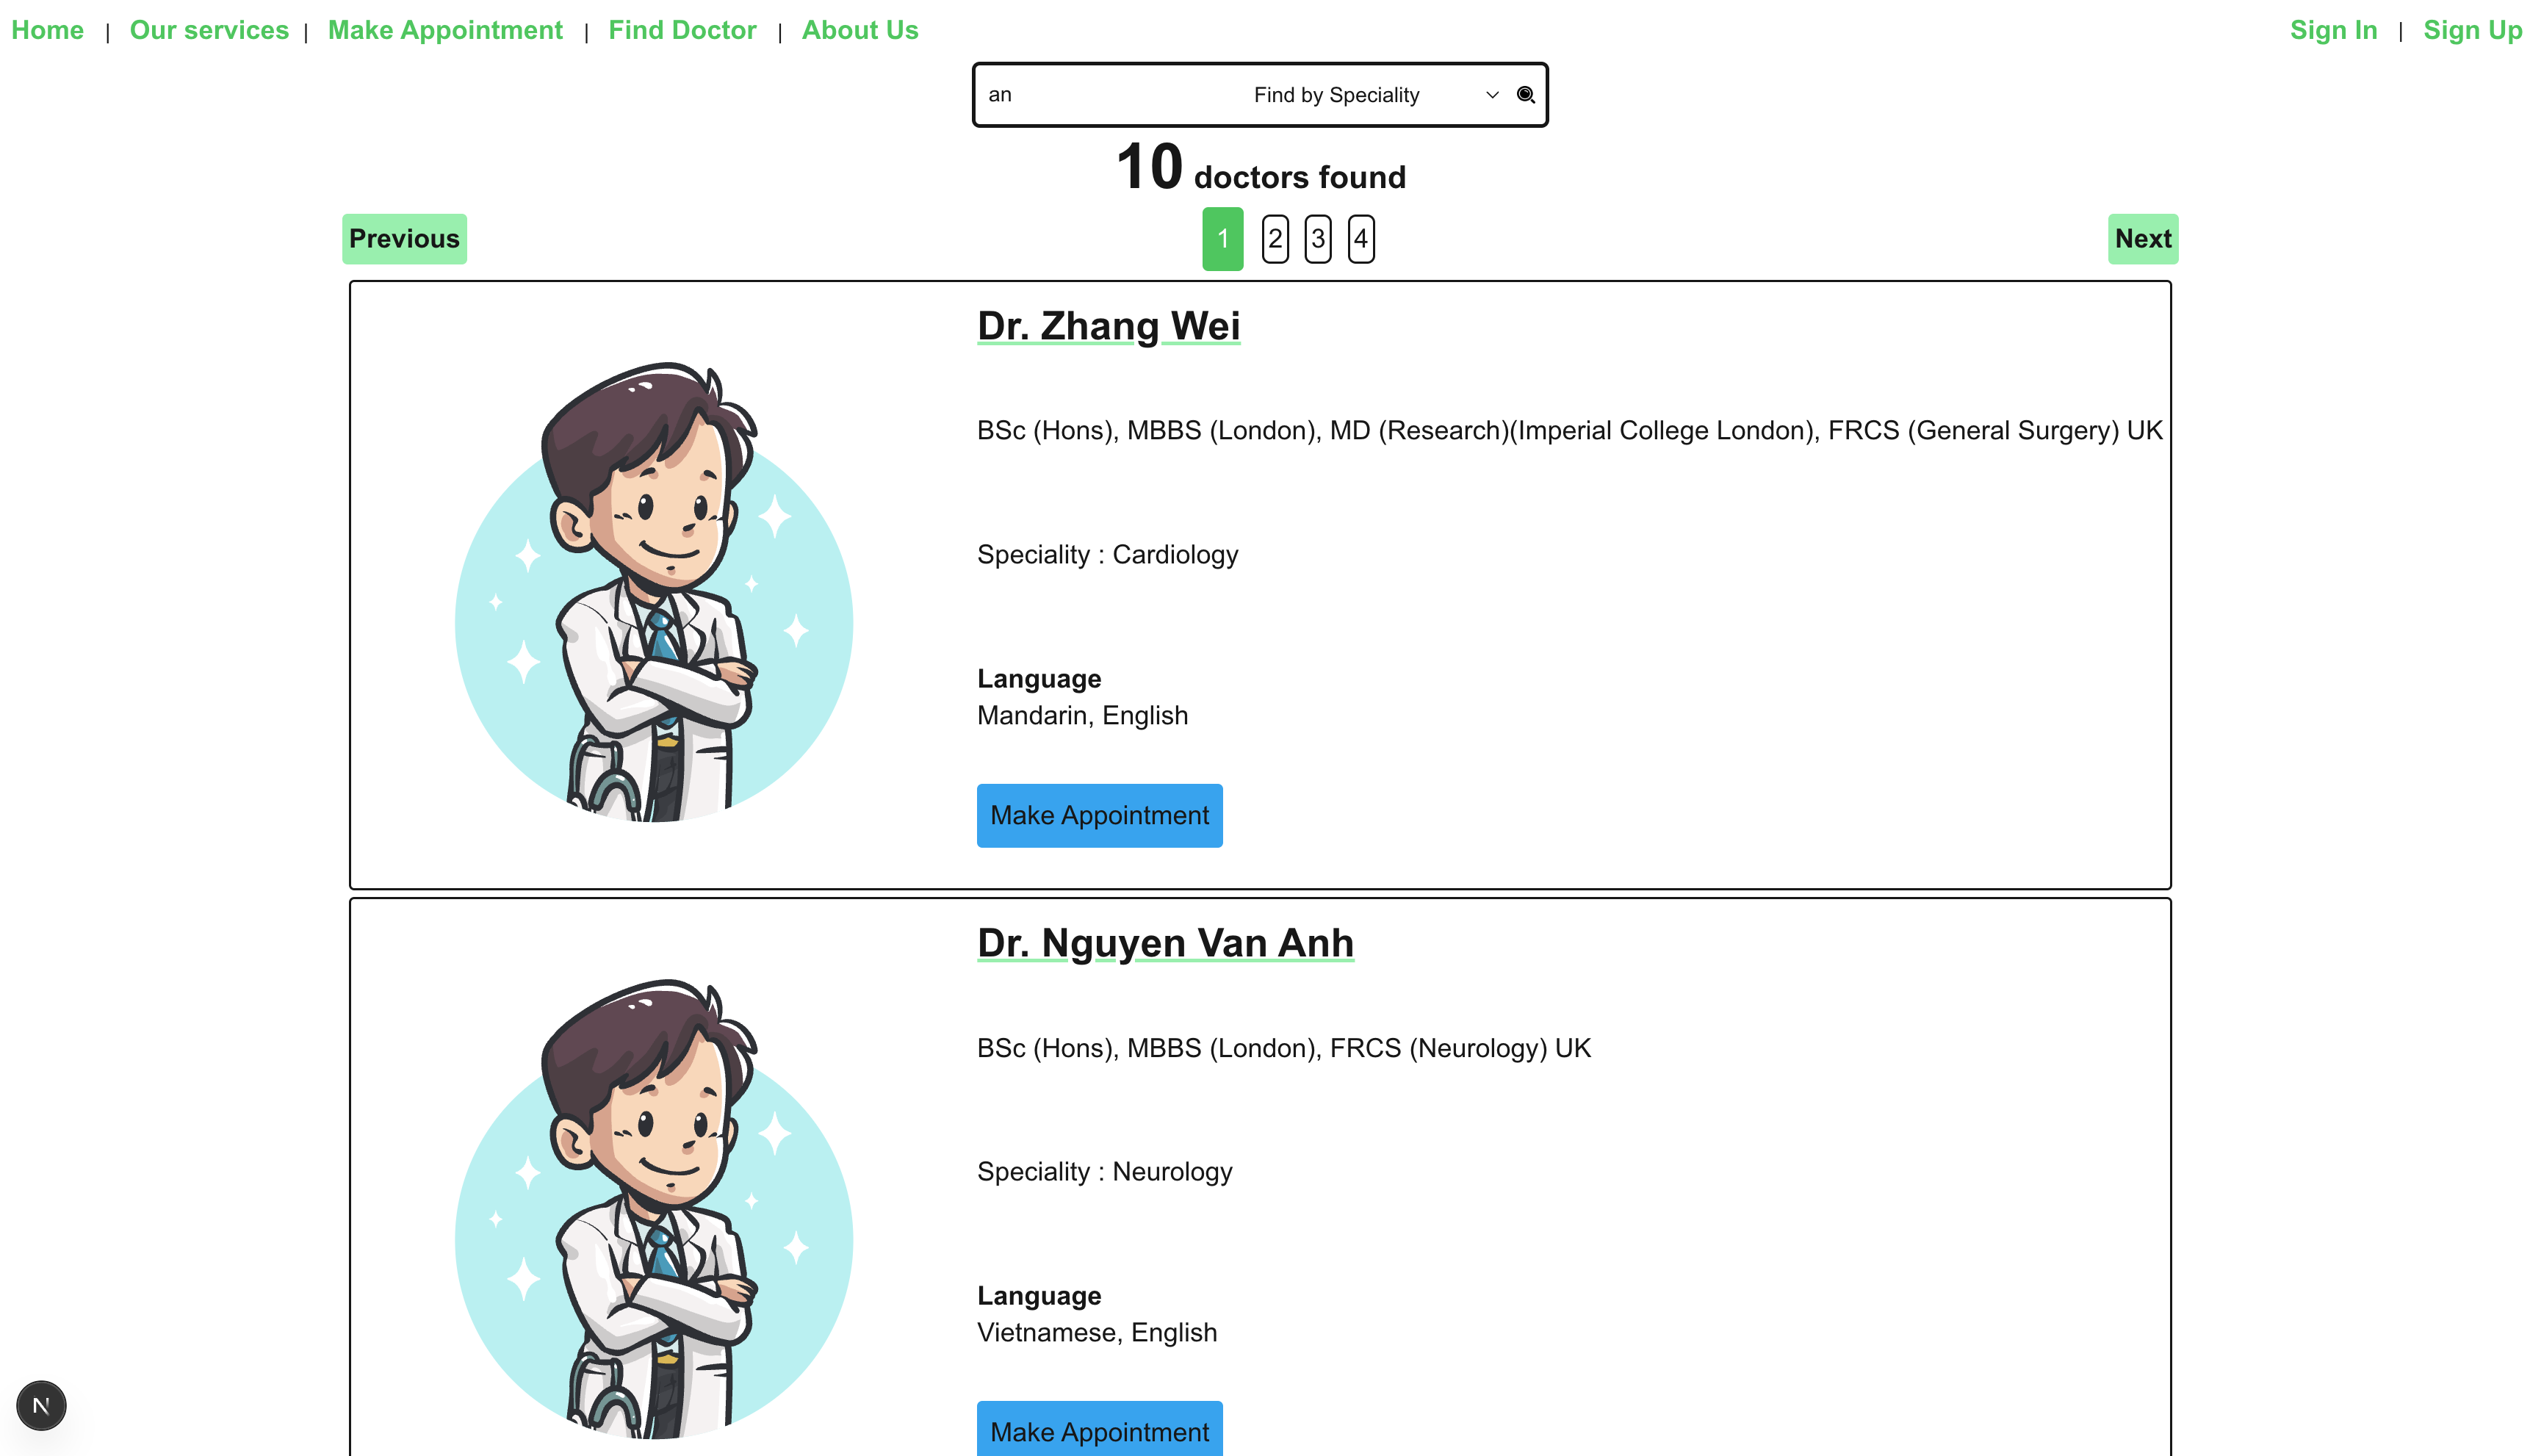 Home | Our services | Make Appointment | Find Doctor | About Us Sign In | Sign Up
an Find by Speciality
10 doctors found
Previous 1 2 3 4 Next
Dr. Zhang Wei
BSc (Hons), MBBS (London), MD (Research)(Imperial College London), FRCS (General Surgery) UK
Speciality : Cardiology
Language
Mandarin, English
Make Appointment
Dr. Nguyen Van Anh
BSc (Hons), MBBS (London), FRCS (Neurology) UK
Speciality : Neurology
Language
Vietnamese, English
Make Appointment
N